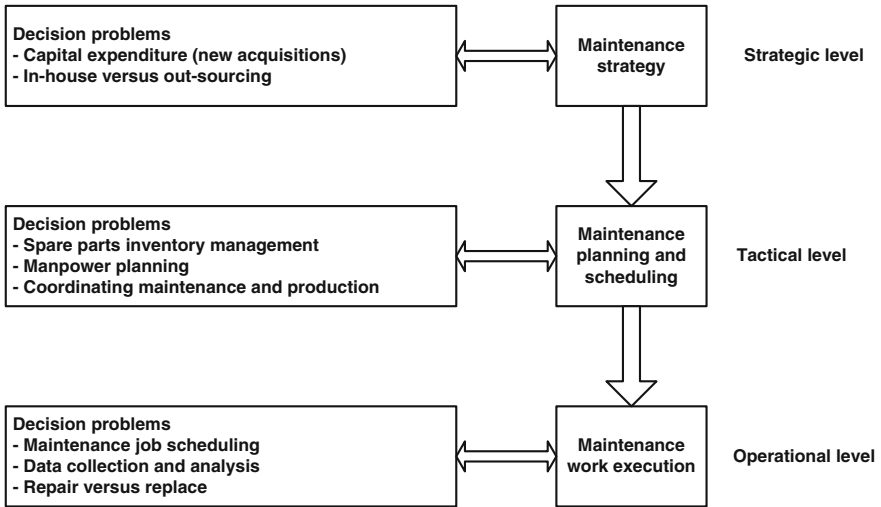 Decision problems
- Capital expenditure (new acquisitions)
- In-house versus out-sourcing
Maintenance
strategy
Strategic level
Decision problems
- Spare parts inventory management
- Manpower planning
- Coordinating maintenance and production
Maintenance
planning and
scheduling
Tactical level
Decision problems
- Maintenance job scheduling
- Data collection and analysis
- Repair versus replace
Maintenance
work execution
Operational level